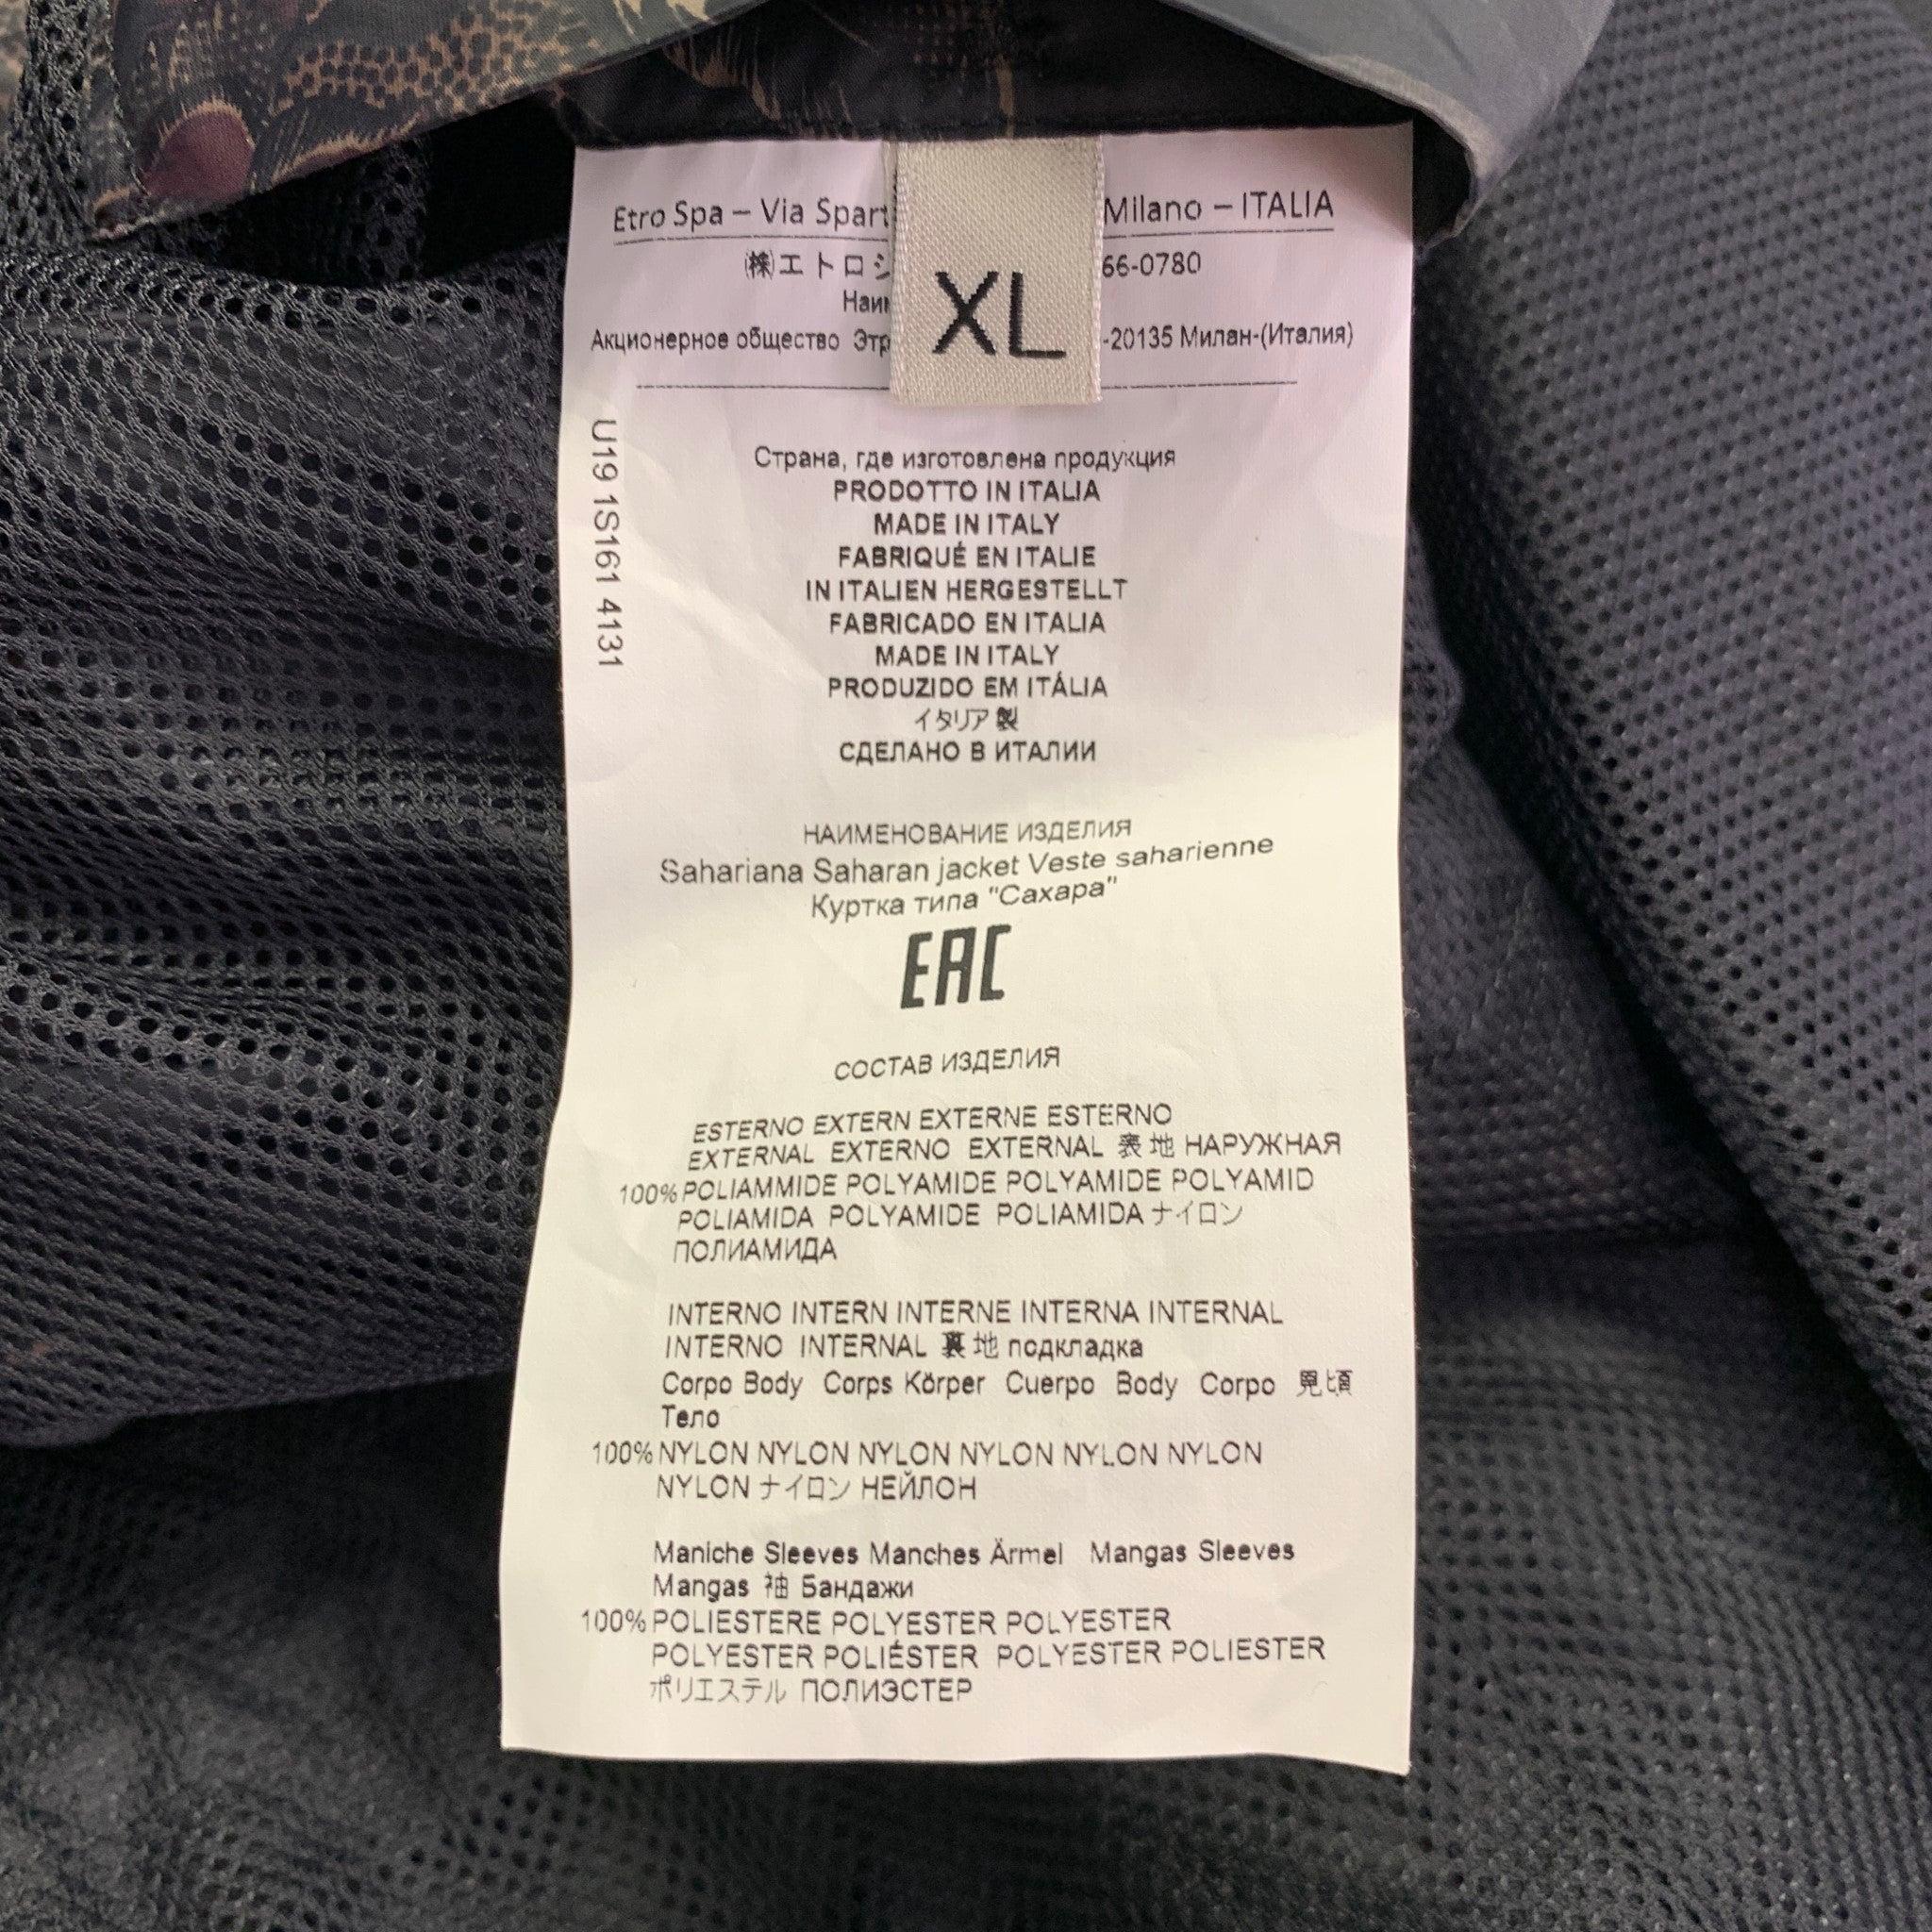 Etro Spa – Via Milano – ITALIA
㈱エトロ 66-0780
XL
Акционерное общество -20135 Милан-(Италия)
U19 1S161 4131
Страна, где изготовлена продукция
PRODOTTO IN ITALIA
MADE IN ITALY
FABRIQUÉ EN ITALIE
IN ITALIEN HERGESTELLT
FABRICADO EN ITALIA
MADE IN ITALY
PRODUZIDO EM ITÁLIA
イタリア製
СДЕЛАНО В ИТАЛИИ
НАИМЕНОВАНИЕ ИЗДЕЛИЯ
Sahariana Saharan jacket Veste saharienne
Куртка типа "Сахара"
EAC
СОСТАВ ИЗДЕЛИЯ
ESTERNO EXTERN EXTERNE ESTERNO
EXTERNAL EXTERNO EXTERNAL 表地 НАРУЖНАЯ
100% POLIAMMIDE POLYAMIDE POLYAMIDE POLYAMID
POLIAMIDA POLYAMIDE POLIAMIDA ナイロン
ПОЛИАМИДА
INTERNO INTERN INTERNE INTERNA INTERNAL
INTERNO INTERNAL 裏地 подкладка
Corpo Body Corps Körper Cuerpo Body Corpo 見頃
Тело
100% NYLON NYLON NYLON NYLON NYLON NYLON
NYLON ナイロン НЕЙЛОН
Maniche Sleeves Manches Ärmel Mangas Sleeves
Mangas 袖 Бандажи
100% POLIESTERE POLYESTER POLYESTER
POLYESTER POLIÉSTER POLYESTER POLIESTER
ポリエステル ПОЛИЭСТЕР